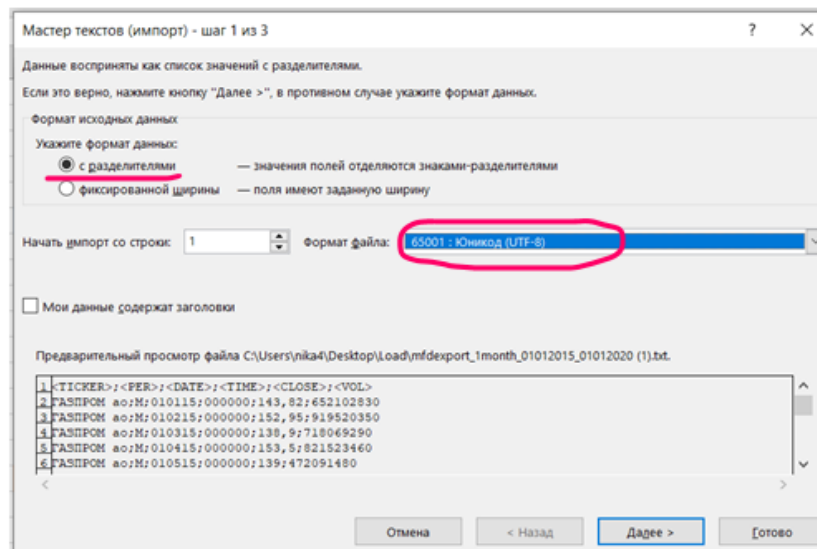 Мастер текстов (импорт) - шаг 1 из 3 ?
Данные восприняты как список значений с разделителями.
Если это верно, нажмите кнопку "Далее >", в противном случае укажите формат данных.
Формат исходных данных
Укажите формат данных:
с разделителями — значения полей отделяются знаками-разделителями
фиксированной ширины — поля имеют заданную ширину
Начать импорт со строки: 1 Формат файла: 65001 : Юникод (UTF-8)
Мои данные содержат заголовки
Предварительный просмотр файла C:\Users\nika4\Desktop\Load\mfdexport_1month_01012015_01012020 (1).txt.
1 <TICKER>;<PER>;<DATE>;<TIME>;<CLOSE>;<VOL>
2 ГАЗПРОМ ао;M;010115;000000;143,82;652102830
3 ГАЗПРОМ ао;M;010215;000000;152,95;919520350
4 ГАЗПРОМ ао;M;010315;000000;138,9;718069290
5 ГАЗПРОМ ао;M;010415;000000;153,5;821523460
6 ГАЗПРОМ ао;M;010515;000000;139;472091480
Отмена < Назад Далее > Готово